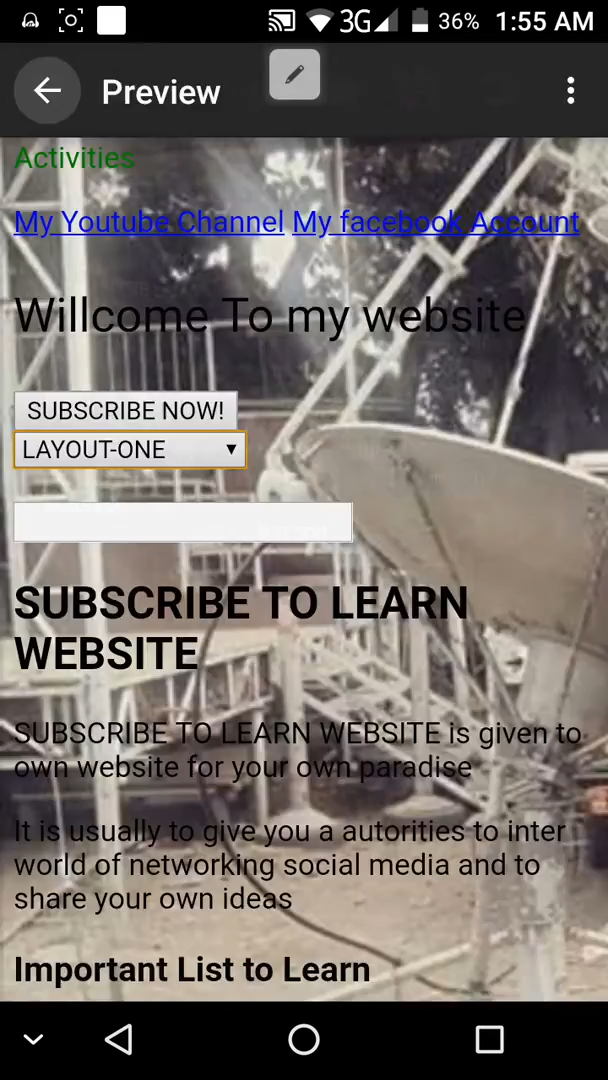 3G 36% 1:55 AM
Preview
Activities
My Youtube Channel My facebook Account
Willcome To my website
SUBSCRIBE NOW!
LAYOUT-ONE
SUBSCRIBE TO LEARN
WEBSITE
SUBSCRIBE TO LEARN WEBSITE is given to
own website for your own paradise
It is usually to give you a autorities to inter
world of networking social media and to
share your own ideas
Important List to Learn